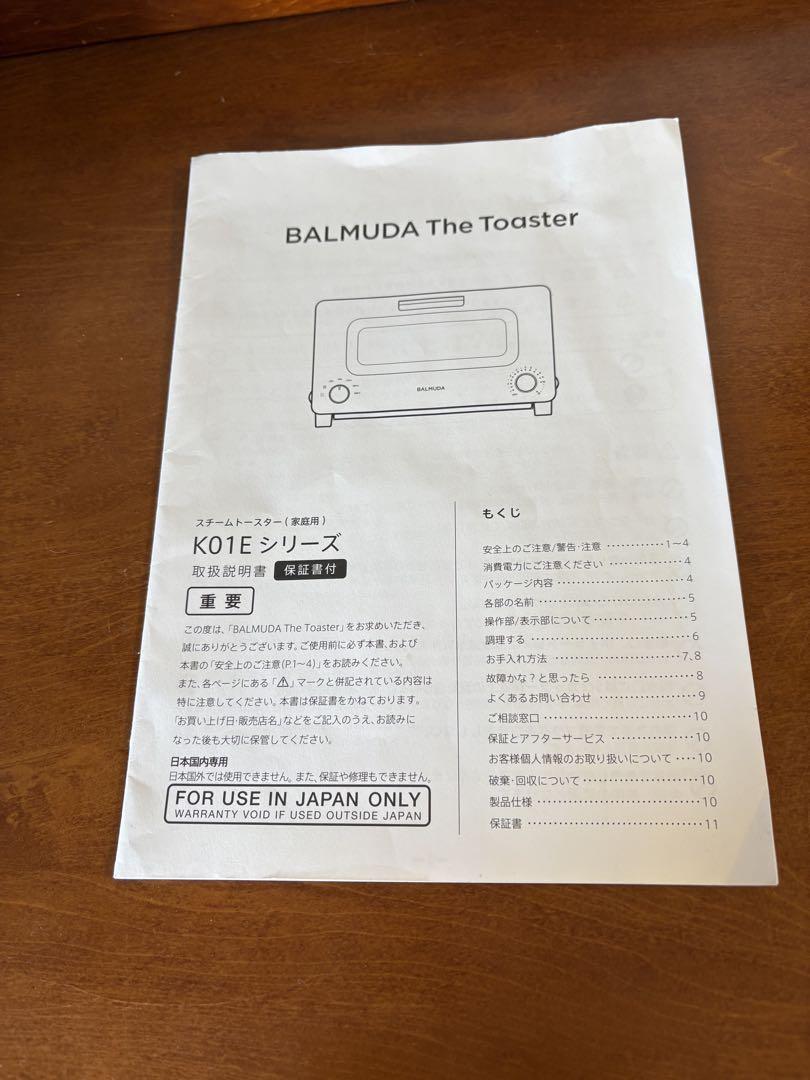 BALMUDA The Toaster
BALMUDA
スチームトースター(家庭用)
K01E シリーズ
取扱説明書 保証書付
重要
この度は、「BALMUDA The Toaster」をお求めいただき、
誠にありがとうございます。ご使用前に必ず本書、および
本書の「安全上のご注意(P.1〜4)」をお読みください。
また、各ページにある「⚠」マークと併記されている内容は
特に注意してください。本書は保証書をかねております。
「お買い上げ日・販売店名」などをご記入のうえ、お読みに
なった後も大切に保管してください。
日本国内専用
日本国外では使用できません。また、保証や修理もできません。
FOR USE IN JAPAN ONLY
WARRANTY VOID IF USED OUTSIDE JAPAN
もくじ
安全上のご注意/警告・注意 ············ 1〜4
消費電力にご注意ください ··············· 4
パッケージ内容 ························· 4
各部の名前 ····························· 5
操作部/表示部について ·················· 5
調理する ······························· 6
お手入れ方法 ························· 7、8
故障かな?と思ったら ···················· 8
よくあるお問い合わせ ···················· 9
ご相談窓口 ···························· 10
保証とアフターサービス ················· 10
お客様個人情報のお取り扱いについて ···· 10
破棄・回収について ····················· 10
製品仕様 ······························ 10
保証書 ································ 11